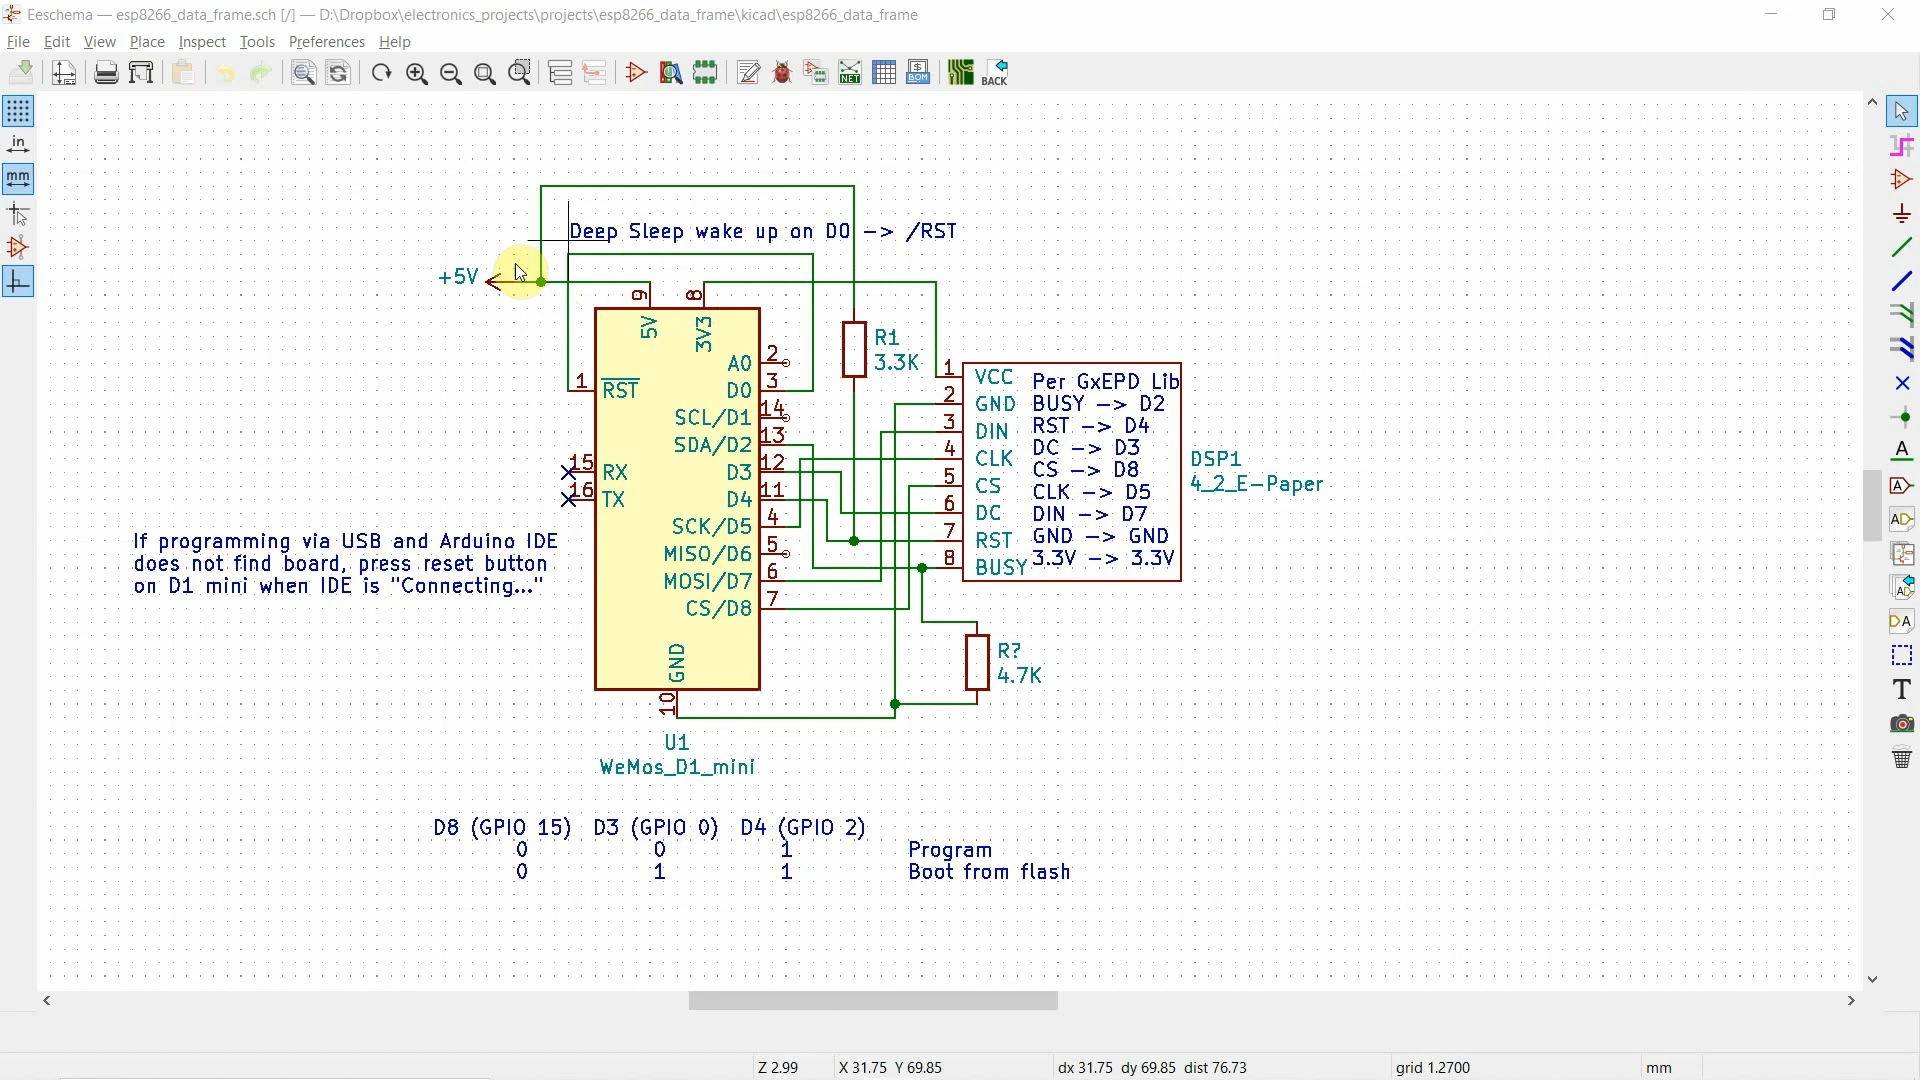 Eeschema — esp8266_data_frame.sch [/] — D:\Dropbox\electronics_projects\projects\esp8266_data_frame\kicad\esp8266_data_frame
File Edit View Place Inspect Tools Preferences Help
NET
BOM
BACK
in
mm
Deep Sleep wake up on D0 -> /RST
+5V
9
8
5V
3V3
R1
3.3K
A0 2
1 RST
D0 3
SCL/D1 14
SDA/D2 13
15 RX
D3 12
16 TX
D4 11
SCK/D5 4
MISO/D6 5
MOSI/D7 6
CS/D8 7
GND
10
U1
WeMos_D1_mini
1 VCC
2 GND
3 DIN
4 CLK
5 CS
6 DC
7 RST
8 BUSY
Per GxEPD Lib
BUSY -> D2
RST -> D4
DC -> D3
CS -> D8
CLK -> D5
DIN -> D7
GND -> GND
3.3V -> 3.3V
DSP1
4_2_E-Paper
R?
4.7K
If programming via USB and Arduino IDE
does not find board, press reset button
on D1 mini when IDE is "Connecting..."
D8 (GPIO 15) D3 (GPIO 0) D4 (GPIO 2)
0 0 1 Program
0 1 1 Boot from flash
A
A
AD
AD
DA
T
Z 2.99 X 31.75 Y 69.85 dx 31.75 dy 69.85 dist 76.73 grid 1.2700 mm